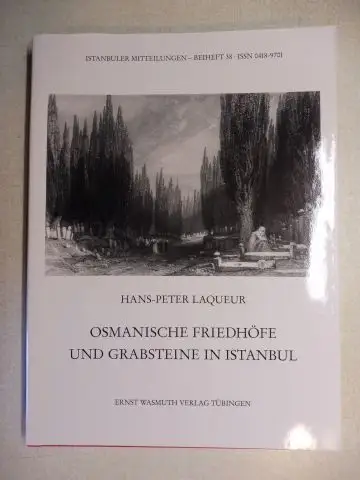 ISTANBULER MITTEILUNGEN – BEIHEFT 38 · ISSN 0418-9701
HANS-PETER LAQUEUR
OSMANISCHE FRIEDHÖFE
UND GRABSTEINE IN ISTANBUL
ERNST WASMUTH VERLAG TÜBINGEN